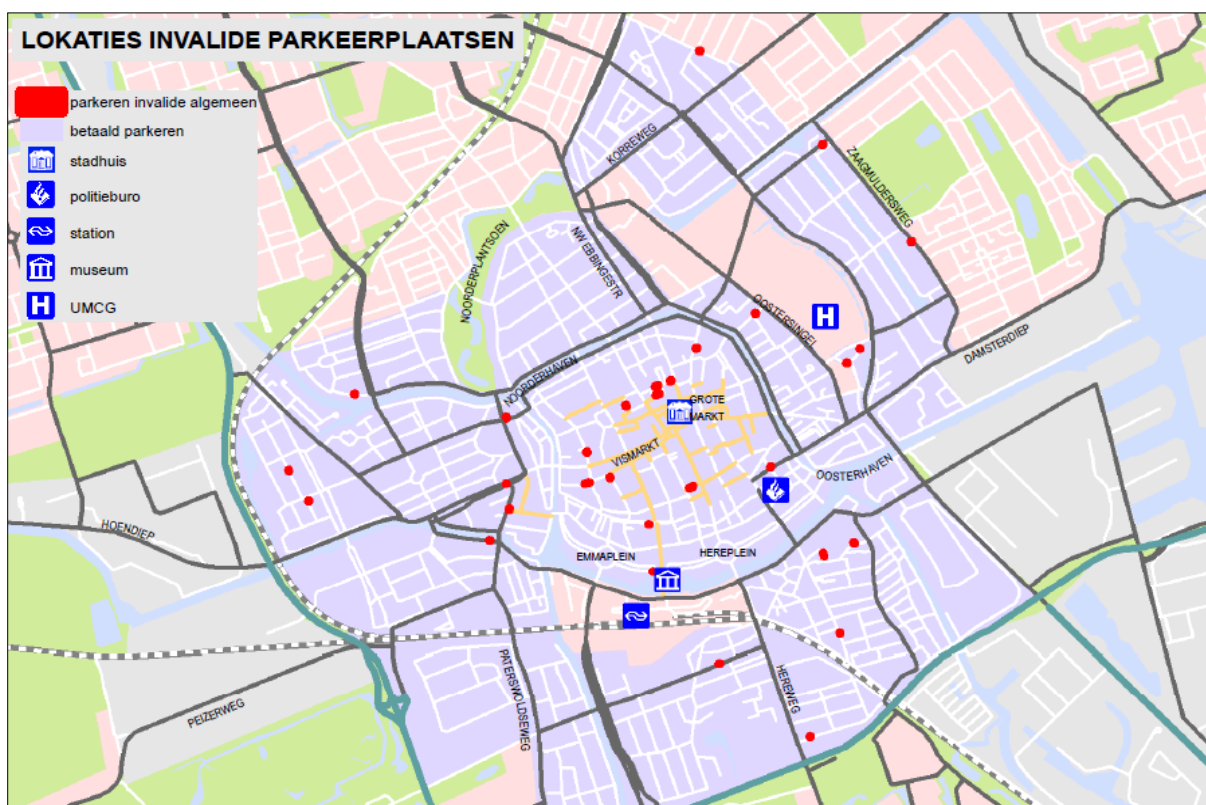 LOKATIES INVALIDE PARKEERPLAATSEN
parkeren invalide algemeen
betaald parkeren
stadhuis
politieburo
station
museum
H
UMCG
KORREWEG
ZAAGMULDERSWEG
NOORDERPLANTSOEN
NW EBBINGESTR
OOSTERSINGEL
H
DAMSTERDIEP
NOORDERHAVEN
GROTE
MARKT
VISMARKT
OOSTERHAVEN
HOENDIEP
EMMAPLEIN
HEREPLEIN
PATERSWOLDSEWEG
HEREWEG
PEIZERWEG